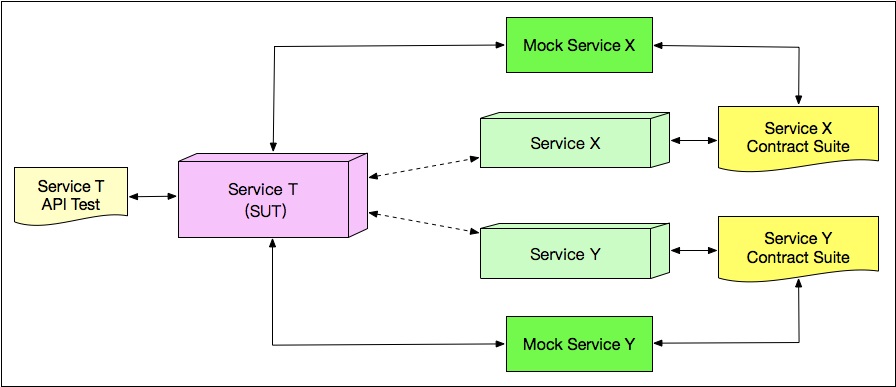 Mock Service X
Service X
Service X
Contract Suite
Service T
API Test
Service T
(SUT)
Service Y
Service Y
Contract Suite
Mock Service Y